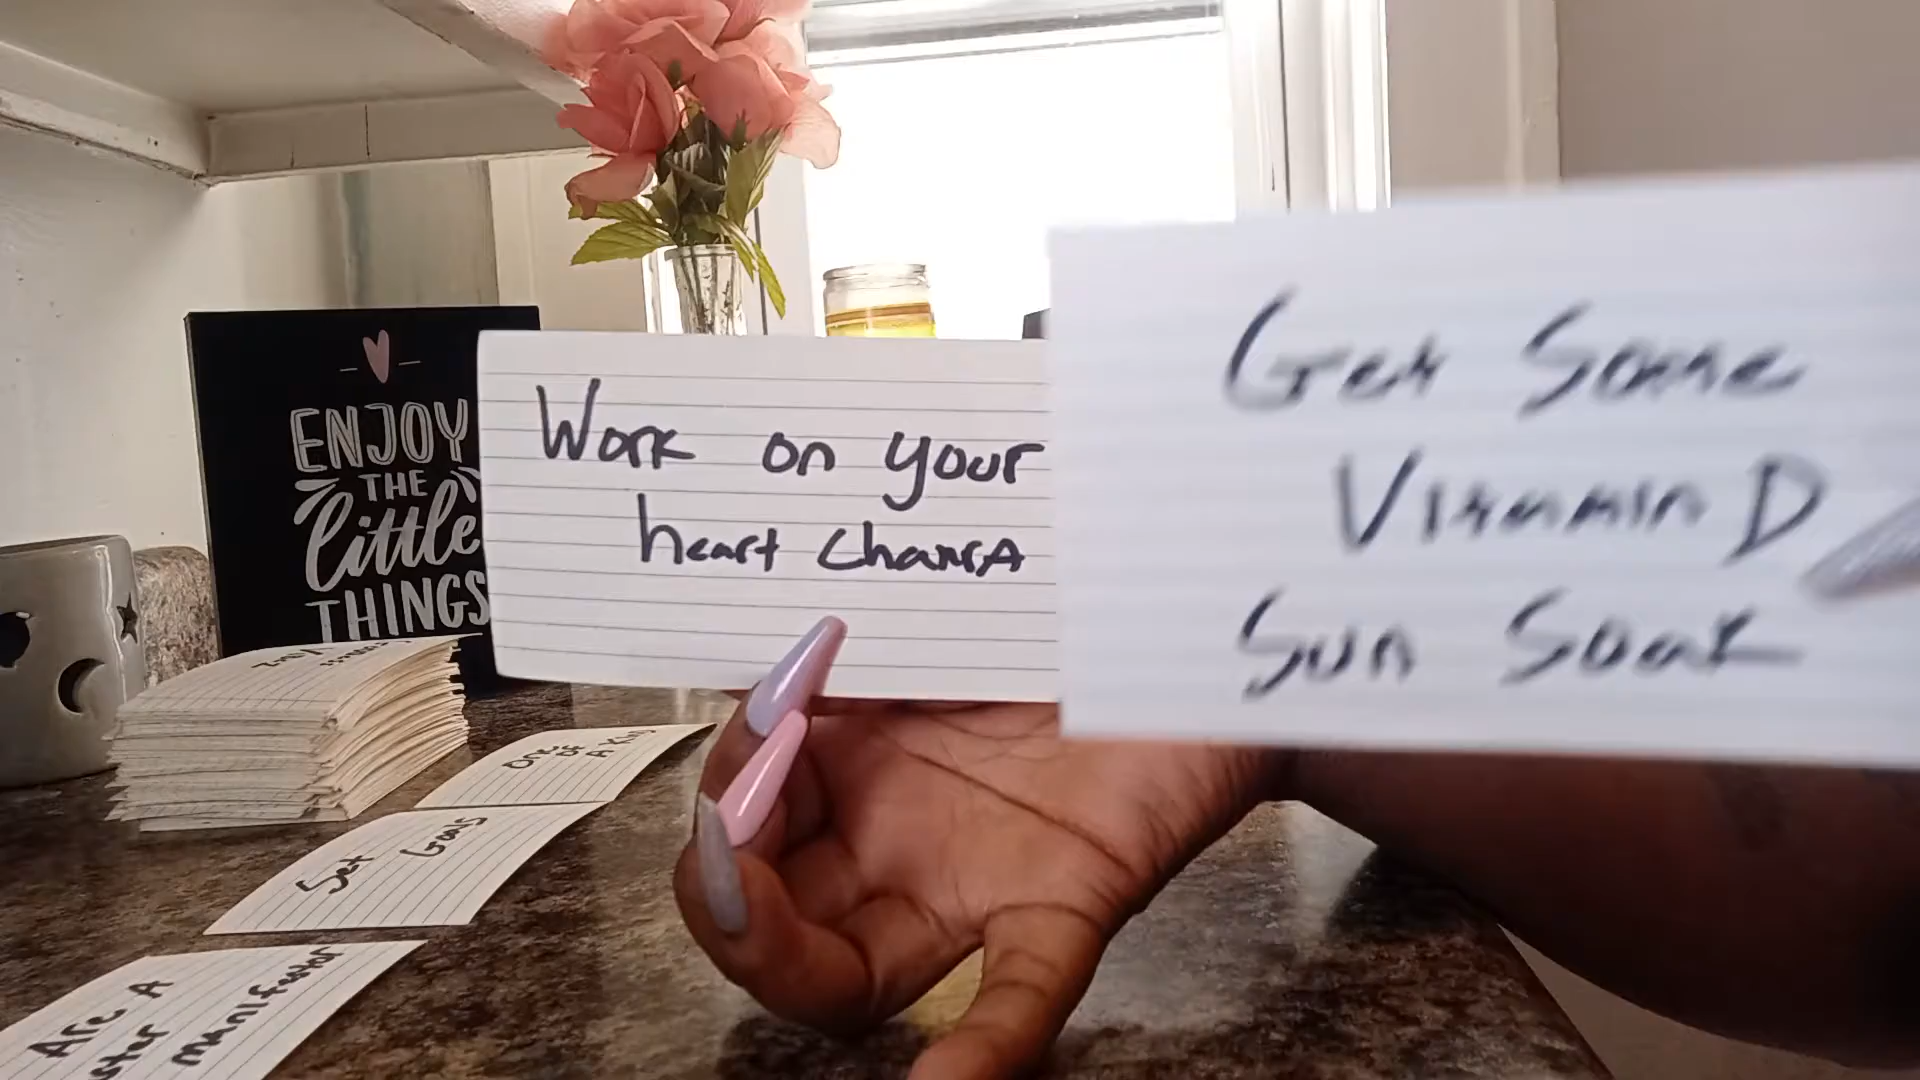 ENJOY
THE
little
THINGS
Work on your
heart ChakrA
Get Some
Vitamin D
Sun Soak
One
OF
A Kind
Set Goals
Are A
manifestor